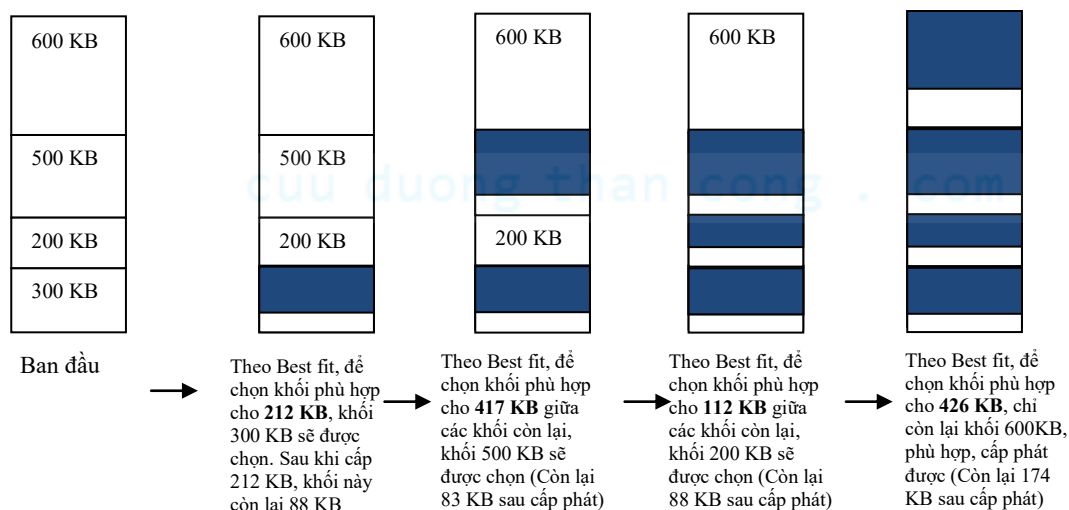 600 KB
500 KB
200 KB
300 KB
Ban đầu
600 KB
500 KB
200 KB
Theo Best fit, để
chọn khối phù hợp
cho 212 KB, khối
300 KB sẽ được
chọn. Sau khi cấp
212 KB, khối này
còn lại 88 KB
600 KB
200 KB
Theo Best fit, để
chọn khối phù hợp
cho 417 KB giữa
các khối còn lại,
khối 500 KB sẽ
được chọn (Còn lại
83 KB sau cấp phát)
600 KB
Theo Best fit, để
chọn khối phù hợp
cho 112 KB giữa
các khối còn lại,
khối 200 KB sẽ
được chọn (Còn lại
88 KB sau cấp phát)
Theo Best fit, để
chọn khối phù hợp
cho 426 KB, chỉ
còn lại khối 600KB,
phù hợp, cấp phát
được (Còn lại 174
KB sau cấp phát)
cuu duong than cong . com